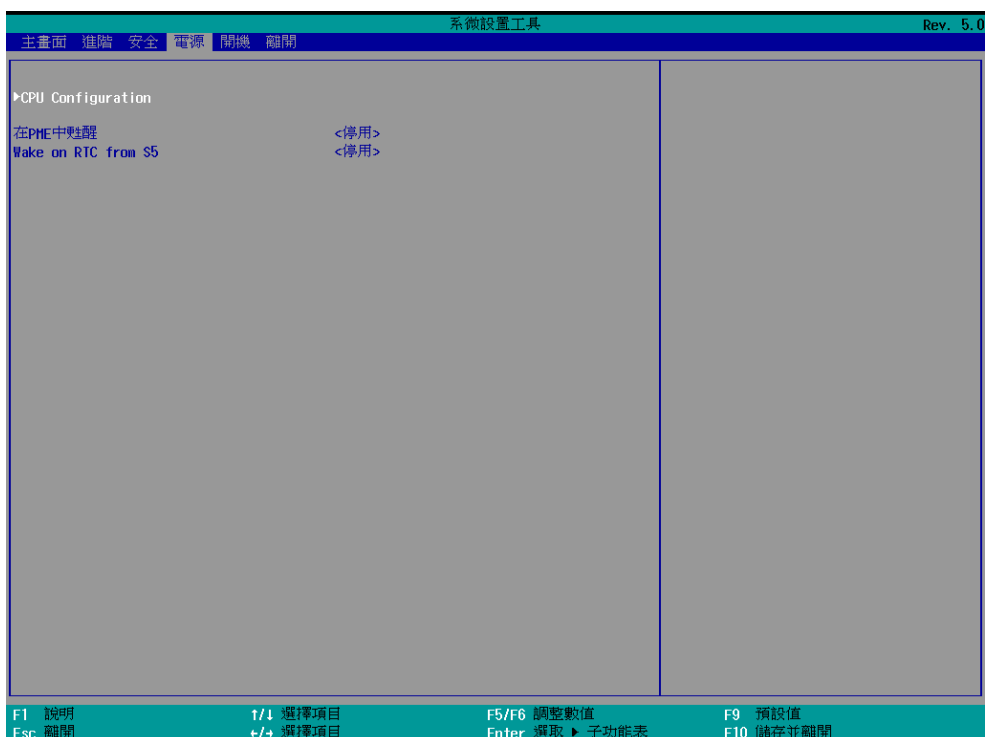 系微設置工具 Rev. 5.0
主畫面 進階 安全 電源 開機 離開
▶CPU Configuration
在PME中甦醒 <停用>
Wake on RTC from S5 <停用>
F1 說明 ↑/↓ 選擇項目 F5/F6 調整數值 F9 預設值
Esc 離開 ←/→ 選擇項目 Enter 選取 ▶ 子功能表 F10 儲存並離開